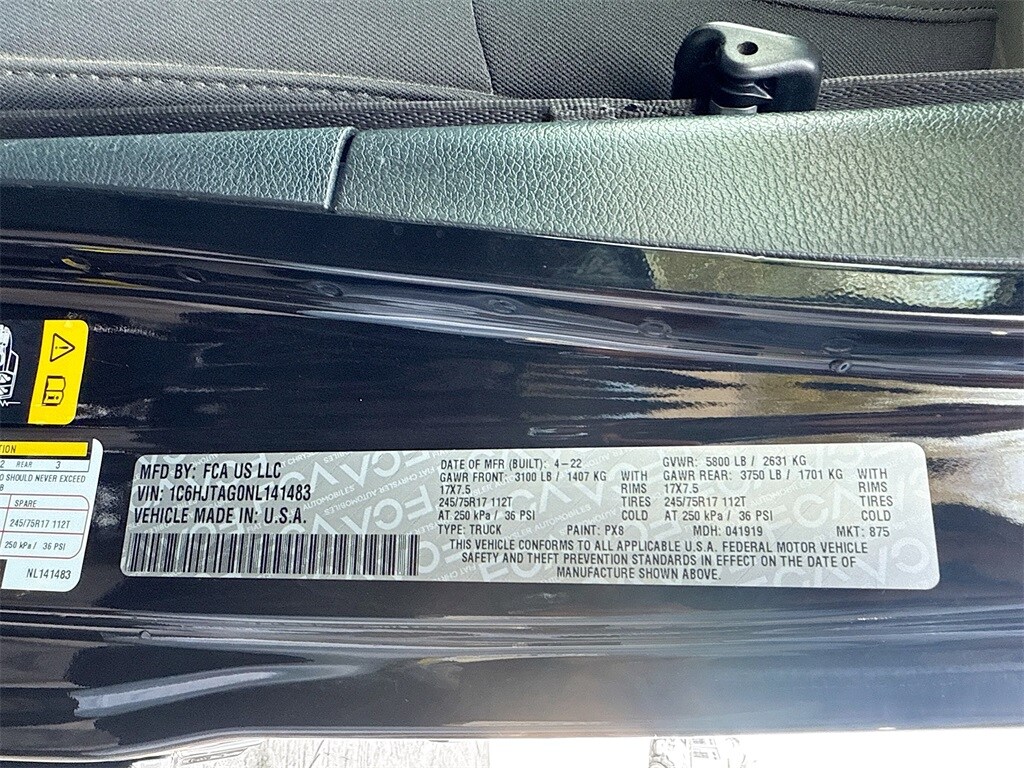 TION
2 REAR 3
D SHOULD NEVER EXCEED
SPARE
245/75R17 112T
250 kPa / 36 PSI
NL141483
MFD BY: FCA US LLC
VIN: 1C6HJTAG0NL141483
VEHICLE MADE IN: U.S.A.
DATE OF MFR (BUILT): 4-22 GVWR: 5800 LB / 2631 KG
GAWR FRONT: 3100 LB / 1407 KG WITH GAWR REAR: 3750 LB / 1701 KG WITH
17X7.5 RIMS 17X7.5 RIMS
245/75R17 112T TIRES 245/75R17 112T TIRES
AT 250 kPa / 36 PSI COLD AT 250 kPa / 36 PSI COLD
TYPE: TRUCK PAINT: PX8 MDH: 041919 MKT: 875
THIS VEHICLE CONFORMS TO ALL APPLICABLE U.S.A. FEDERAL MOTOR VEHICLE
SAFETY AND THEFT PREVENTION STANDARDS IN EFFECT ON THE DATE OF
MANUFACTURE SHOWN ABOVE.